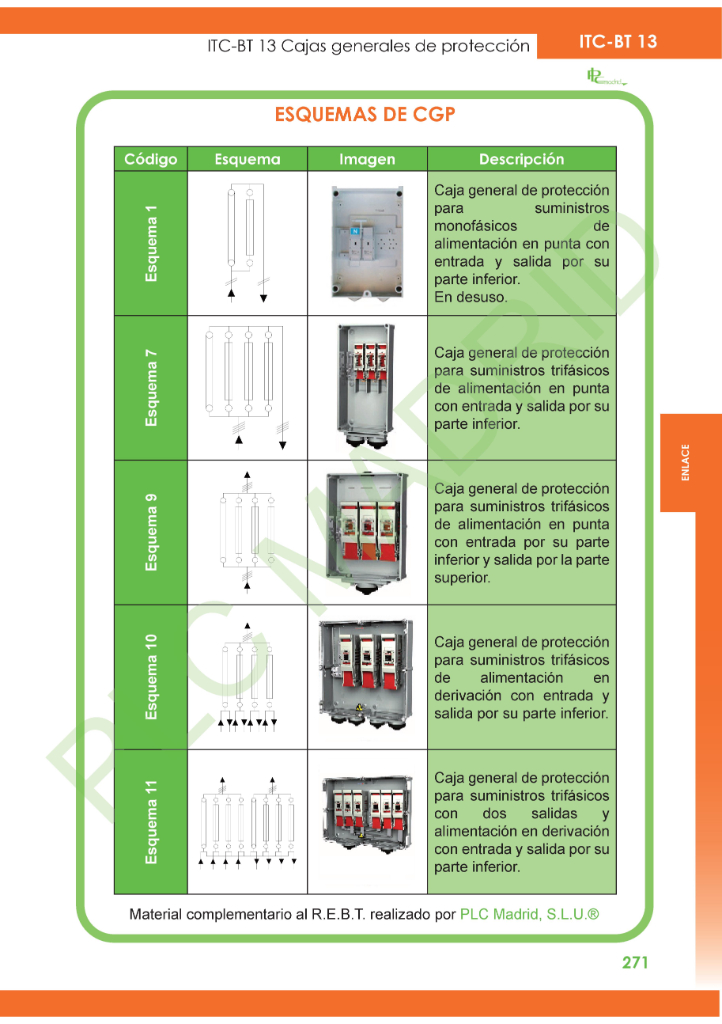 ITC-BT 13 Cajas generales de protección
ITC-BT 13
ESQUEMAS DE CGP
Código Esquema Imagen Descripción
Esquema 1
Caja general de protección
para suministros
monofásicos de
alimentación en punta con
entrada y salida por su
parte inferior.
En desuso.
Esquema 7
Caja general de protección
para suministros trifásicos
de alimentación en punta
con entrada y salida por su
parte inferior.
Esquema 9
Caja general de protección
para suministros trifásicos
de alimentación en punta
con entrada por su parte
inferior y salida por la parte
superior.
Esquema 10
Caja general de protección
para suministros trifásicos
de alimentación en
derivación con entrada y
salida por su parte inferior.
Esquema 11
Caja general de protección
para suministros trifásicos
con dos salidas y
alimentación en derivación
con entrada y salida por su
parte inferior.
ENLACE
PLC MADRID
Material complementario al R.E.B.T. realizado por PLC Madrid, S.L.U.®
271